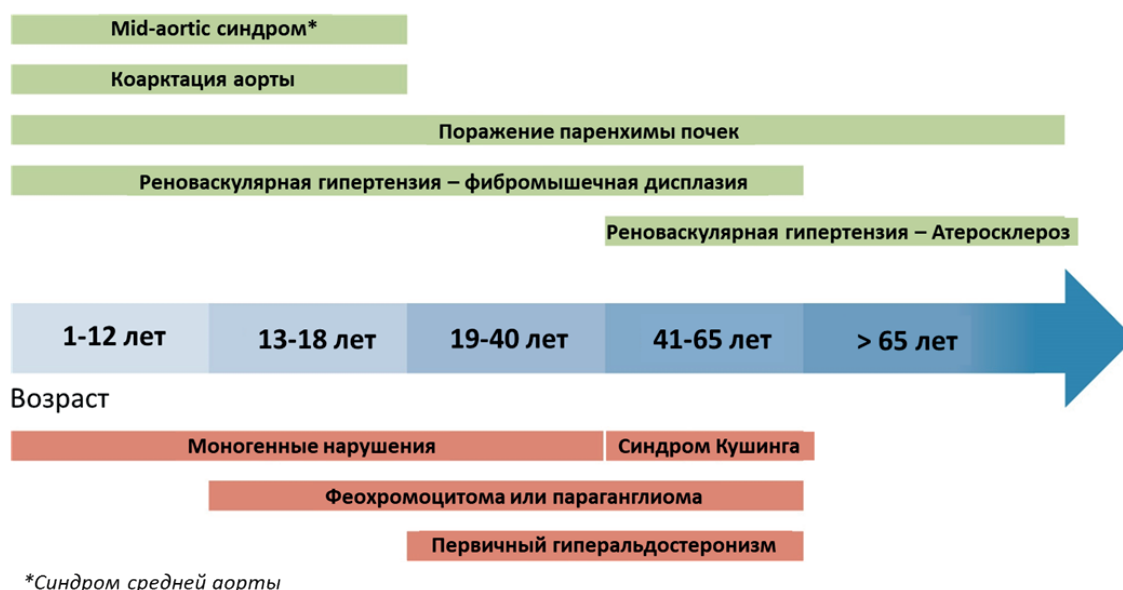 Mid-aortic синдром*
Коарктация аорты
Поражение паренхимы почек
Реноваскулярная гипертензия – фибромышечная дисплазия
Реноваскулярная гипертензия – Атеросклероз
1-12 лет
13-18 лет
19-40 лет
41-65 лет
> 65 лет
Возраст
Моногенные нарушения
Синдром Кушинга
Феохромоцитома или параганглиома
Первичный гиперальдостеронизм
*Синдром средней аорты